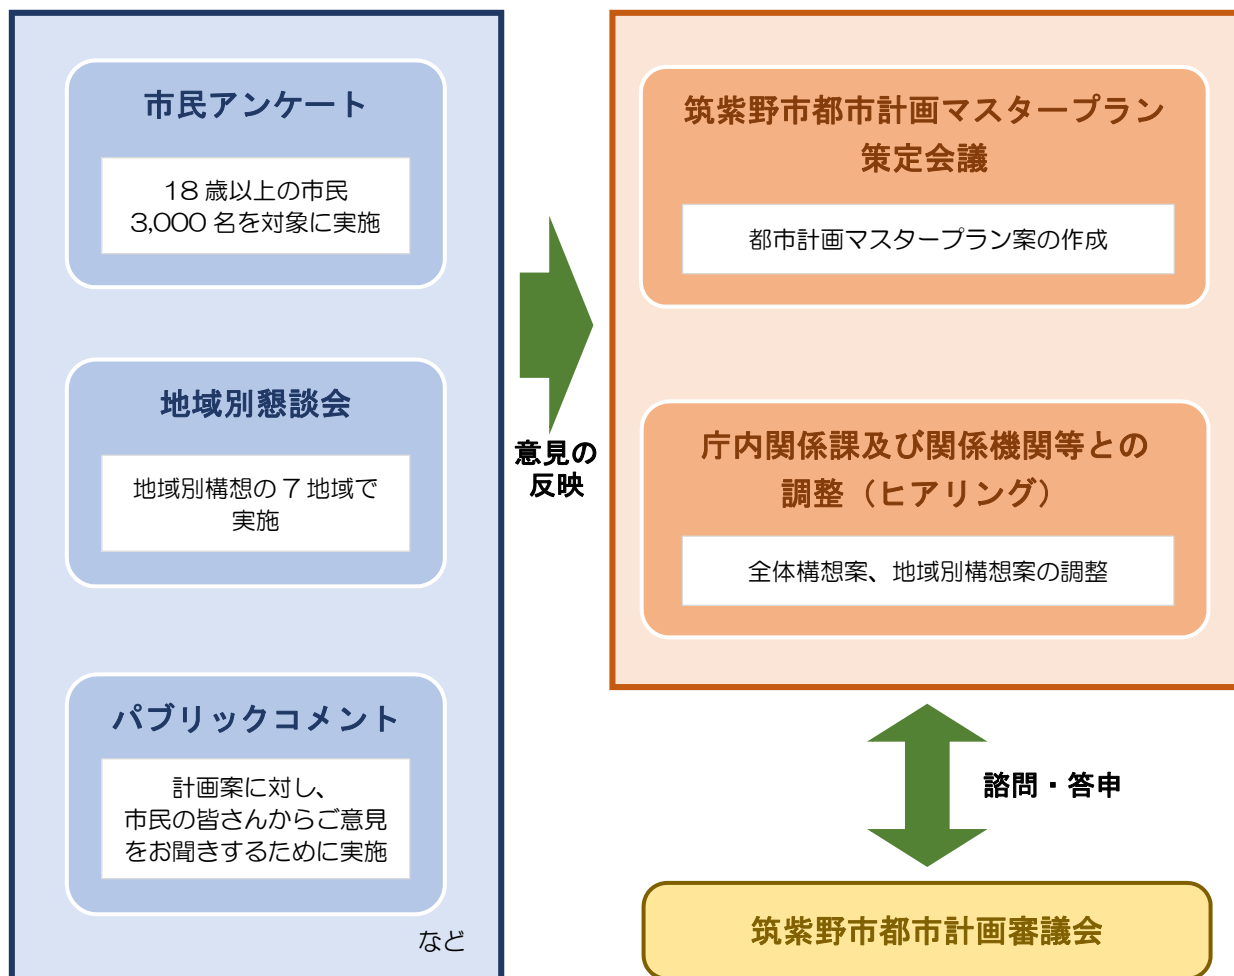 市民アンケート
18歳以上の市民
3,000名を対象に実施
地域別懇談会
地域別構想の7地域で
実施
パブリックコメント
計画案に対し、
市民の皆さんからご意見
をお聞きするために実施
など
意見の
反映
筑紫野市都市計画マスタープラン
策定会議
都市計画マスタープラン案の作成
庁内関係課及び関係機関等との
調整（ヒアリング）
全体構想案、地域別構想案の調整
諮問・答申
筑紫野市都市計画審議会